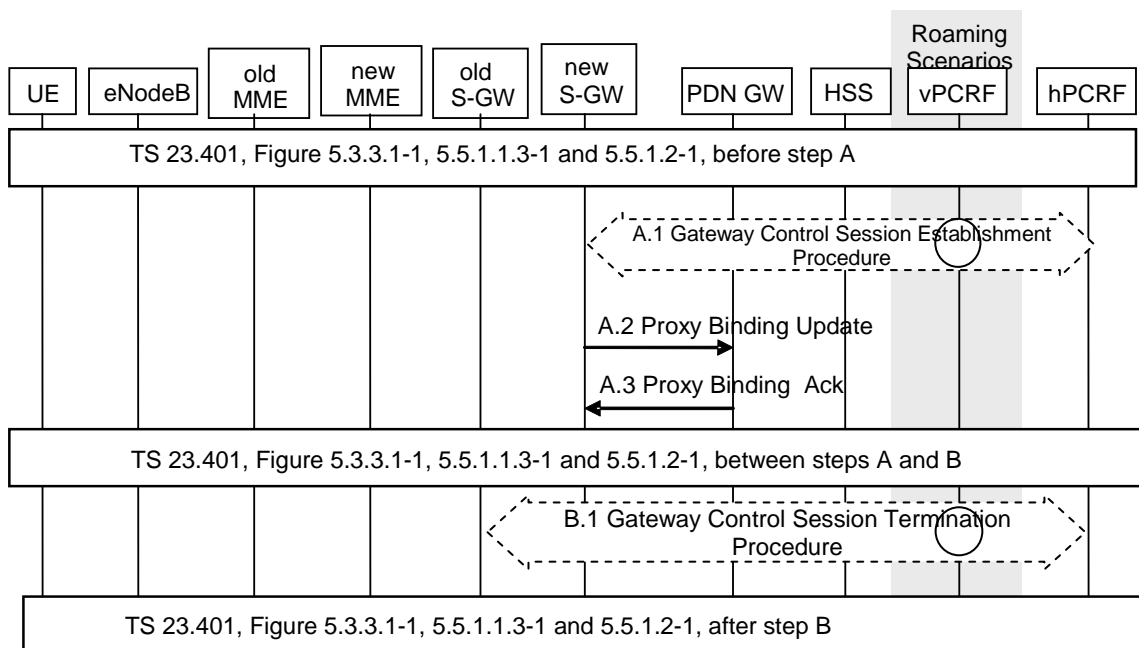 Roaming
Scenarios
UE
eNodeB
old
MME
new
MME
old
S-GW
new
S-GW
PDN GW
HSS
vPCRF
hPCRF
TS 23.401, Figure 5.3.3.1-1, 5.5.1.1.3-1 and 5.5.1.2-1, before step A
A.1 Gateway Control Session Establishment
Procedure
A.2 Proxy Binding Update
A.3 Proxy Binding Ack
TS 23.401, Figure 5.3.3.1-1, 5.5.1.1.3-1 and 5.5.1.2-1, between steps A and B
B.1 Gateway Control Session Termination
Procedure
TS 23.401, Figure 5.3.3.1-1, 5.5.1.1.3-1 and 5.5.1.2-1, after step B